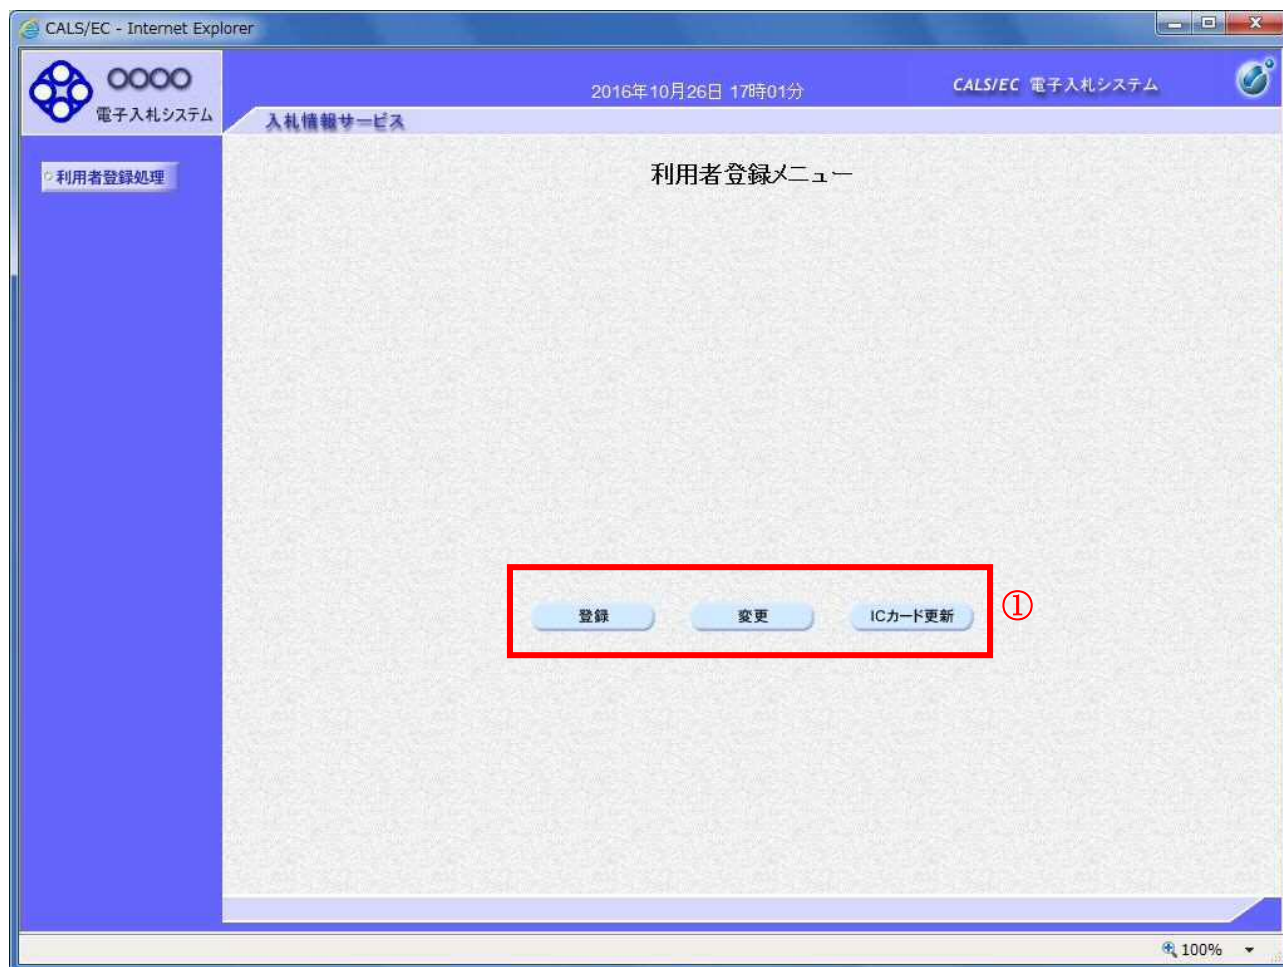 CALS/EC - Internet Explorer
○○○○
電子入札システム
2016年10月26日 17時01分
CALS/EC 電子入札システム
入札情報サービス
利用者登録処理
利用者登録メニュー
登録
変更
ICカード更新
①
100%